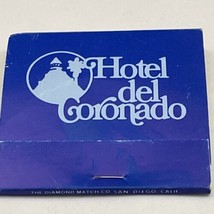 Hotel
del
Coronado
THE DIAMOND MATCH CO. SAN DIEGO, CALIF.